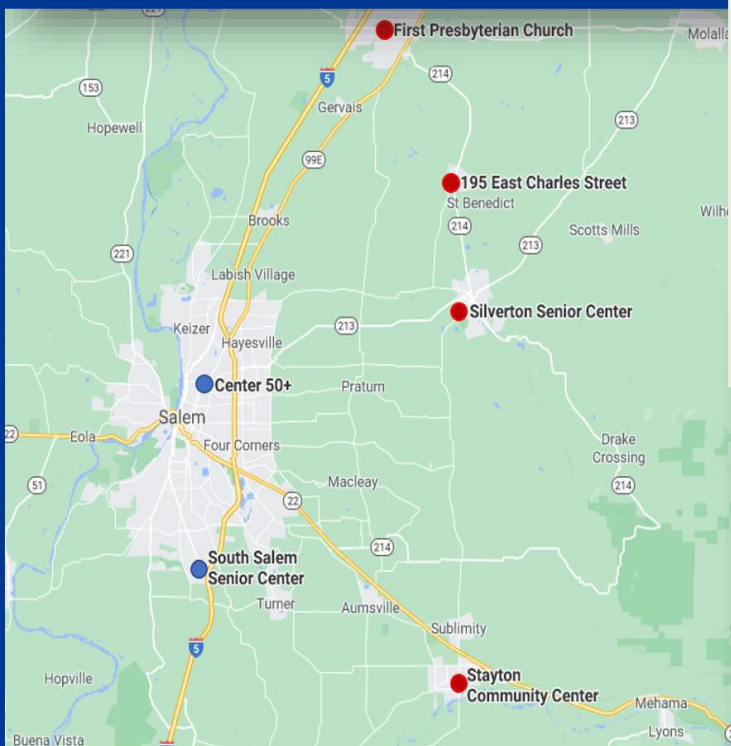 221
First Presbyterian Church
Molalla
5
214
153
Gervais
Hopewell
213
99E
195 East Charles Street
St Benedict
Brooks
214
Scotts Mills
213
221
Labish Village
Silverton Senior Center
Keizer
213
Hayesville
Center 50+
Pratum
Salem
22
Eola
Four Corners
Drake
Crossing
51
Macleay
214
22
214
South Salem
Senior Center
Turner
Aumsville
Sublimity
5
Hopville
Stayton
Community Center
Mehama
Lyons
Buena Vista